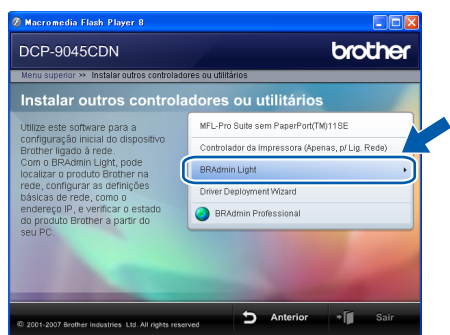 Macromedia Flash Player 8
DCP-9045CDN
brother
Menu superior >> Instalar outros controladores ou utilitários
Instalar outros controladores ou utilitários
Utilize este software para a
configuração inicial do dispositivo
Brother ligado à rede.
Com o BRAdmin Light, pode
localizar o produto Brother na
rede, configurar as definições
básicas de rede, como o
endereço IP, e verificar o estado
do produto Brother a partir do
seu PC.
MFL-Pro Suite sem PaperPort(TM)11SE
Controlador da Impressora (Apenas, p/ Lig. Rede)
BRAdmin Light
Driver Deployment Wizard
BRAdmin Professional
© 2001-2007 Brother Industries Ltd. All rights reserved
Anterior
Sair